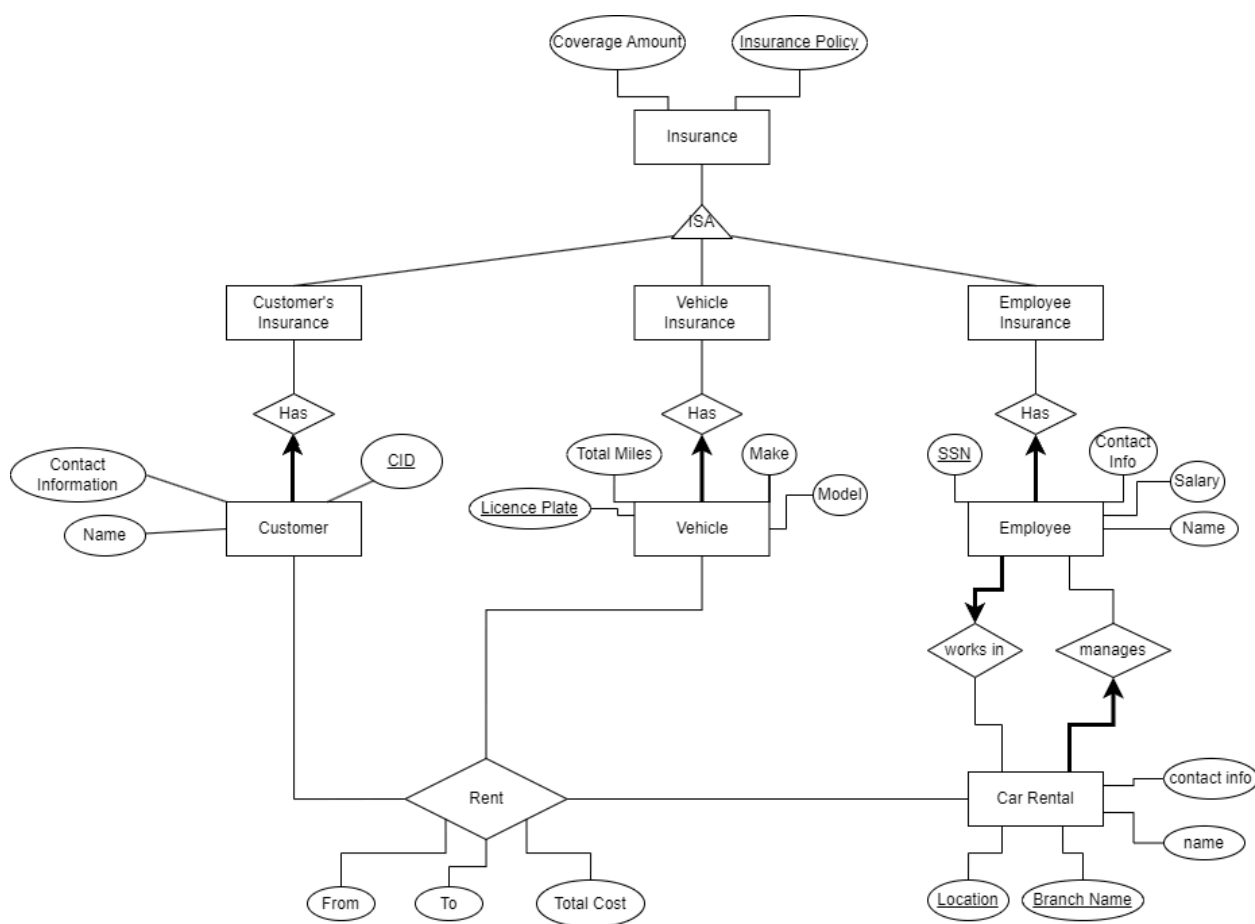 Coverage Amount
Insurance Policy
Insurance
ISA
Customer's
Insurance
Vehicle
Insurance
Employee
Insurance
Has
Has
Has
Contact
Information
CID
Name
Customer
Total Miles
Make
Licence Plate
Model
Vehicle
SSN
Contact
Info
Salary
Name
Employee
works in
manages
Rent
Car Rental
contact info
name
From
To
Total Cost
Location
Branch Name